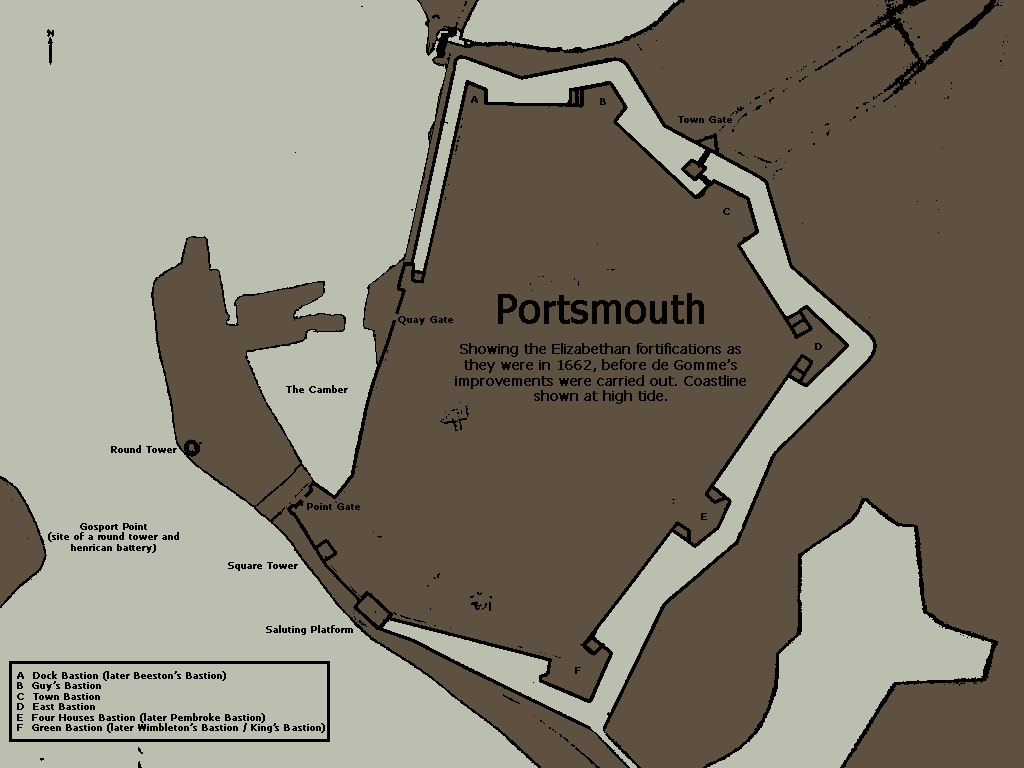 N
A
B
Town Gate
C
Quay Gate
Portsmouth
Showing the Elizabethan fortifications as
they were in 1662, before de Gomme's
improvements were carried out. Coastline
shown at high tide.
D
The Camber
Round Tower
Point Gate
E
Gosport Point
(site of a round tower and
henrican battery)
Square Tower
Saluting Platform
F
A Dock Bastion (later Beeston's Bastion)
B Guy's Bastion
C Town Bastion
D East Bastion
E Four Houses Bastion (later Pembroke Bastion)
F Green Bastion (later Wimbleton's Bastion / King's Bastion)